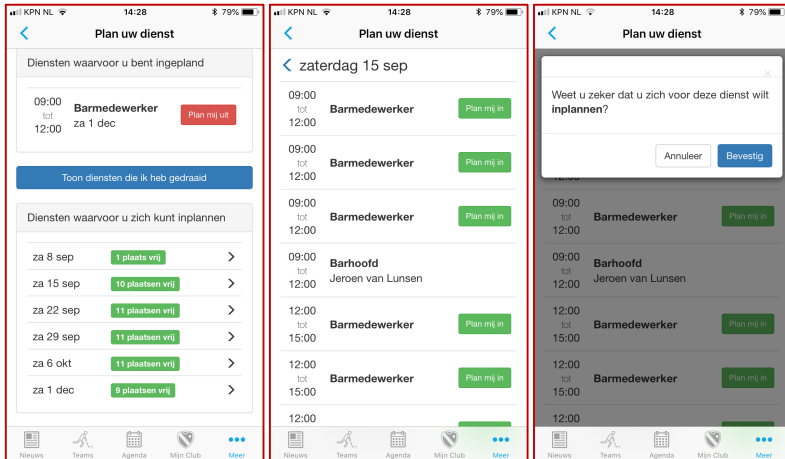 KPN NL 14:28 79%
Plan uw dienst
Diensten waarvoor u bent ingepland
09:00
tot
12:00
Barmedewerker
za 1 dec
Plan mij uit
Toon diensten die ik heb gedraaid
Diensten waarvoor u zich kunt inplannen
za 8 sep 1 plaats vrij
za 15 sep 10 plaatsen vrij
za 22 sep 11 plaatsen vrij
za 29 sep 11 plaatsen vrij
za 6 okt 11 plaatsen vrij
za 1 dec 9 plaatsen vrij
Nieuws Teams Agenda Mijn Club Meer
KPN NL 14:28 79%
Plan uw dienst
zaterdag 15 sep
09:00
tot
12:00
Barmedewerker
Plan mij in
09:00
tot
12:00
Barmedewerker
Plan mij in
09:00
tot
12:00
Barmedewerker
Plan mij in
09:00
tot
12:00
Barhoofd
Jeroen van Lunsen
12:00
tot
15:00
Barmedewerker
Plan mij in
12:00
tot
15:00
Barmedewerker
Plan mij in
12:00
Nieuws Teams Agenda Mijn Club Meer
KPN NL 14:28 79%
Plan uw dienst
×
Weet u zeker dat u zich voor deze dienst wilt
inplannen?
Annuleer Bevestig
12:00
09:00
tot
12:00
Barmedewerker
Plan mij in
09:00
tot
12:00
Barhoofd
Jeroen van Lunsen
12:00
tot
15:00
Barmedewerker
Plan mij in
12:00
tot
15:00
Barmedewerker
Plan mij in
12:00
Nieuws Teams Agenda Mijn Club Meer